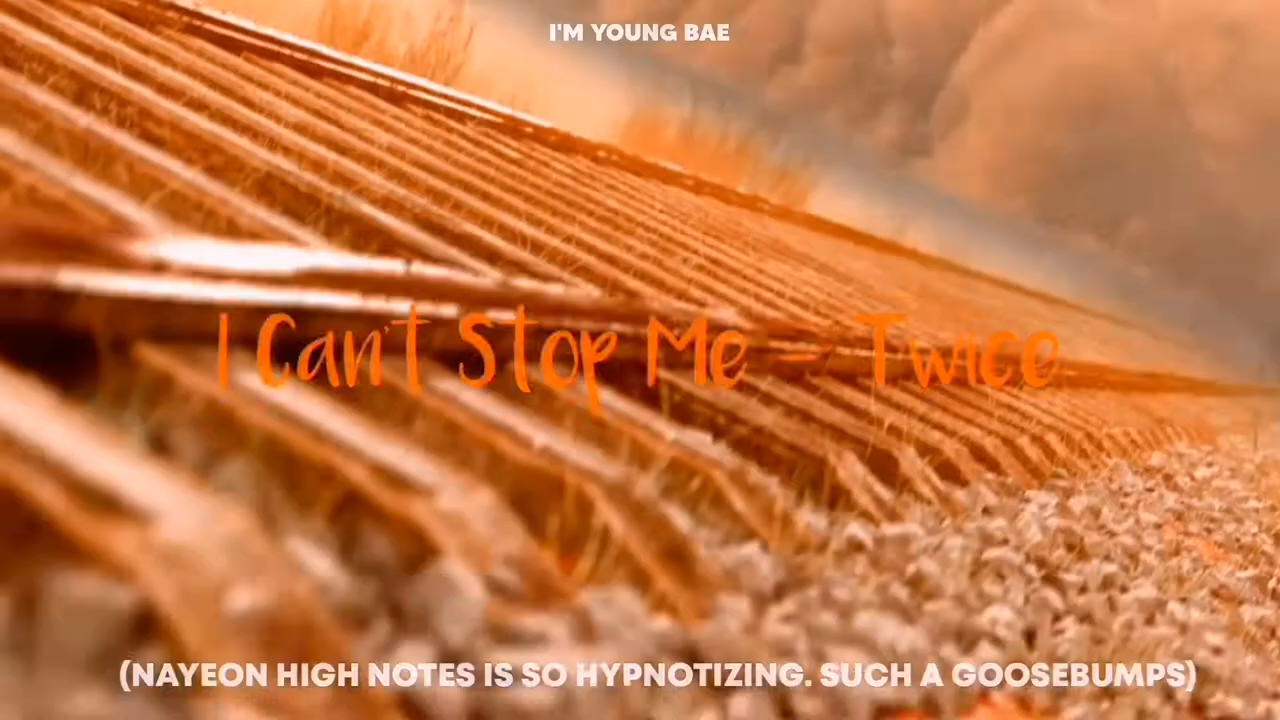 I'M YOUNG BAE
I Can't Stop Me - Twice
(NAYEON HIGH NOTES IS SO HYPNOTIZING. SUCH A GOOSEBUMPS)